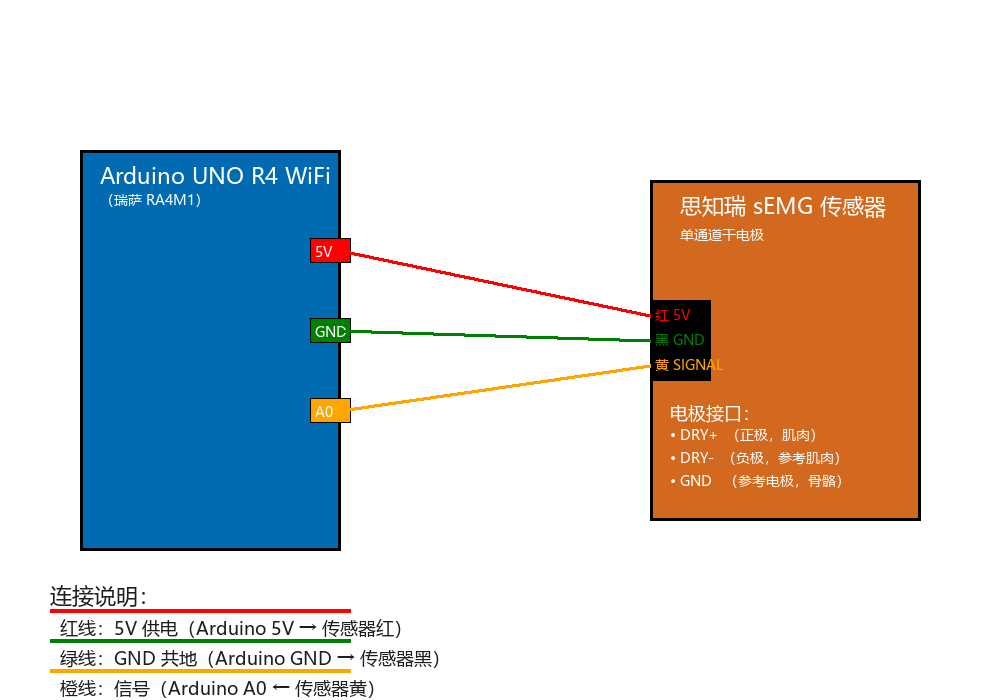 Arduino UNO R4 WiFi
（瑞萨 RA4M1）
5V
GND
A0
思知瑞 sEMG 传感器
单通道干电极
红 5V
黑 GND
黄 SIGNAL
电极接口：
• DRY+ （正极，肌肉）
• DRY- （负极，参考肌肉）
• GND （参考电极，骨骼）
连接说明：
红线：5V 供电（Arduino 5V → 传感器红）
绿线：GND 共地（Arduino GND → 传感器黑）
橙线：信号（Arduino A0 ← 传感器黄）